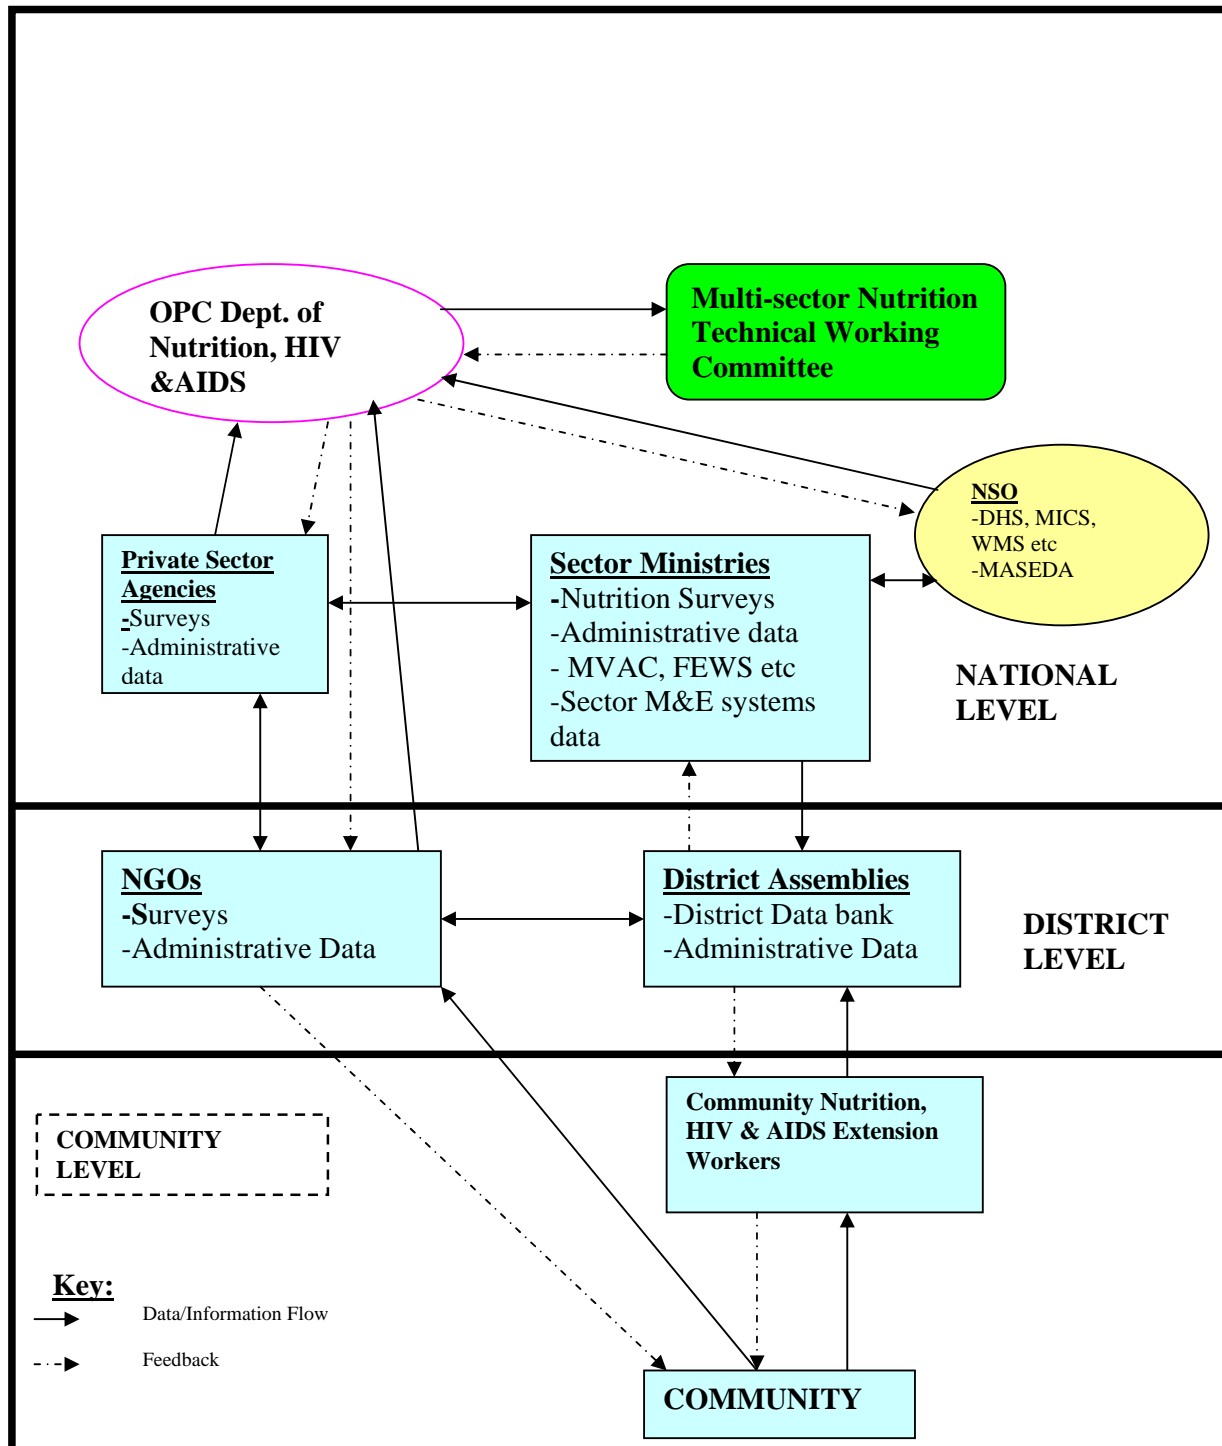 OPC Dept. of
Nutrition, HIV
&AIDS
Multi-sector Nutrition
Technical Working
Committee
NSO
-DHS, MICS,
WMS etc
-MASEDA
Private Sector
Agencies
-Surveys
-Administrative
data
Sector Ministries
-Nutrition Surveys
-Administrative data
- MVAC, FEWS etc
-Sector M&E systems
data
NATIONAL
LEVEL
NGOs
-Surveys
-Administrative Data
District Assemblies
-District Data bank
-Administrative Data
DISTRICT
LEVEL
Community Nutrition,
HIV & AIDS Extension
Workers
COMMUNITY
LEVEL
Key:
Data/Information Flow
Feedback
COMMUNITY